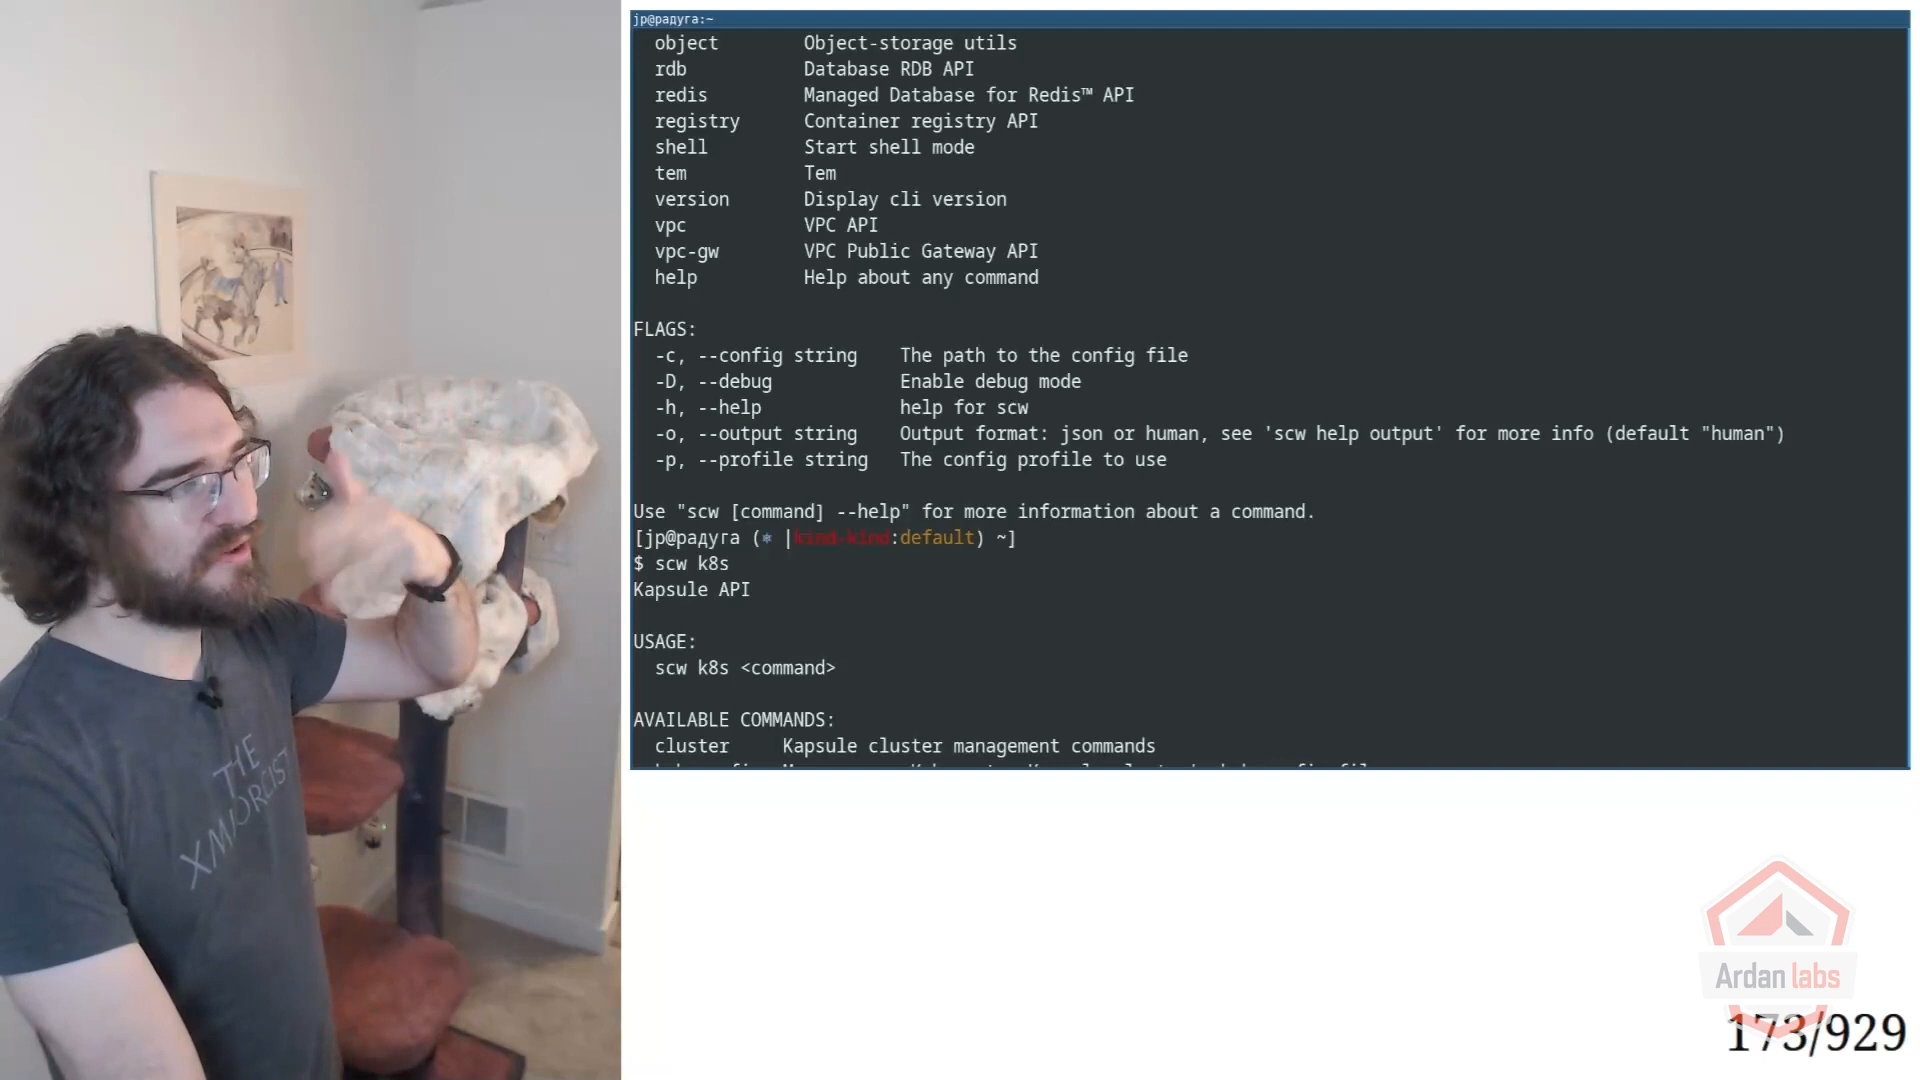 jp@радуга:~
object Object-storage utils
rdb Database RDB API
redis Managed Database for Redis™ API
registry Container registry API
shell Start shell mode
tem Tem
version Display cli version
vpc VPC API
vpc-gw VPC Public Gateway API
help Help about any command
FLAGS:
-c, --config string The path to the config file
-D, --debug Enable debug mode
-h, --help help for scw
-o, --output string Output format: json or human, see 'scw help output' for more info (default "human")
-p, --profile string The config profile to use
Use "scw [command] --help" for more information about a command.
[jp@радуга (⎈ |kind-kind:default) ~]
$ scw k8s
Kapsule API
USAGE:
scw k8s <command>
AVAILABLE COMMANDS:
cluster Kapsule cluster management commands
THE
XM/ORCIST
Ardan labs
173/929